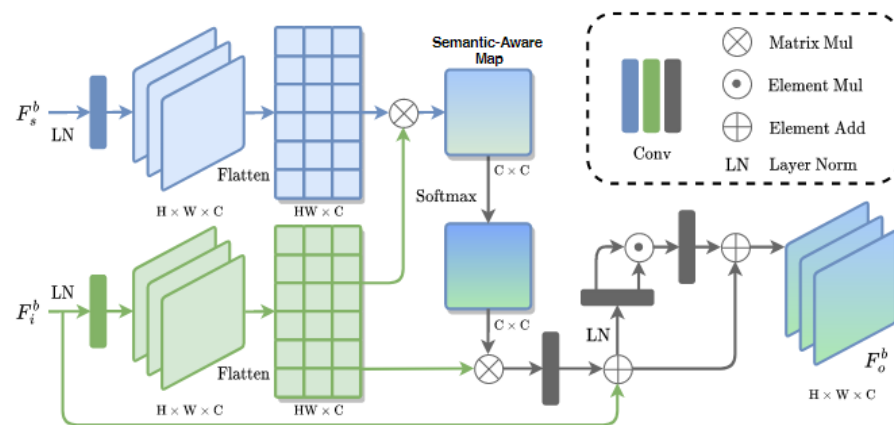 Semantic-Aware
Map
F_s^b
LN
Flatten
H × W × C
HW × C
C × C
Softmax
F_i^b
LN
Flatten
H × W × C
HW × C
C × C
LN
F_o^b
H × W × C
Conv
Matrix Mul
Element Mul
Element Add
LN Layer Norm